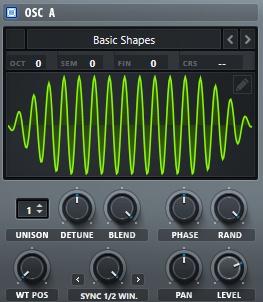 OSC A
Basic Shapes
OCT 0 SEM 0 FIN 0 CRS --
1
UNISON DETUNE BLEND PHASE RAND
WT POS SYNC 1/2 WIN. PAN LEVEL